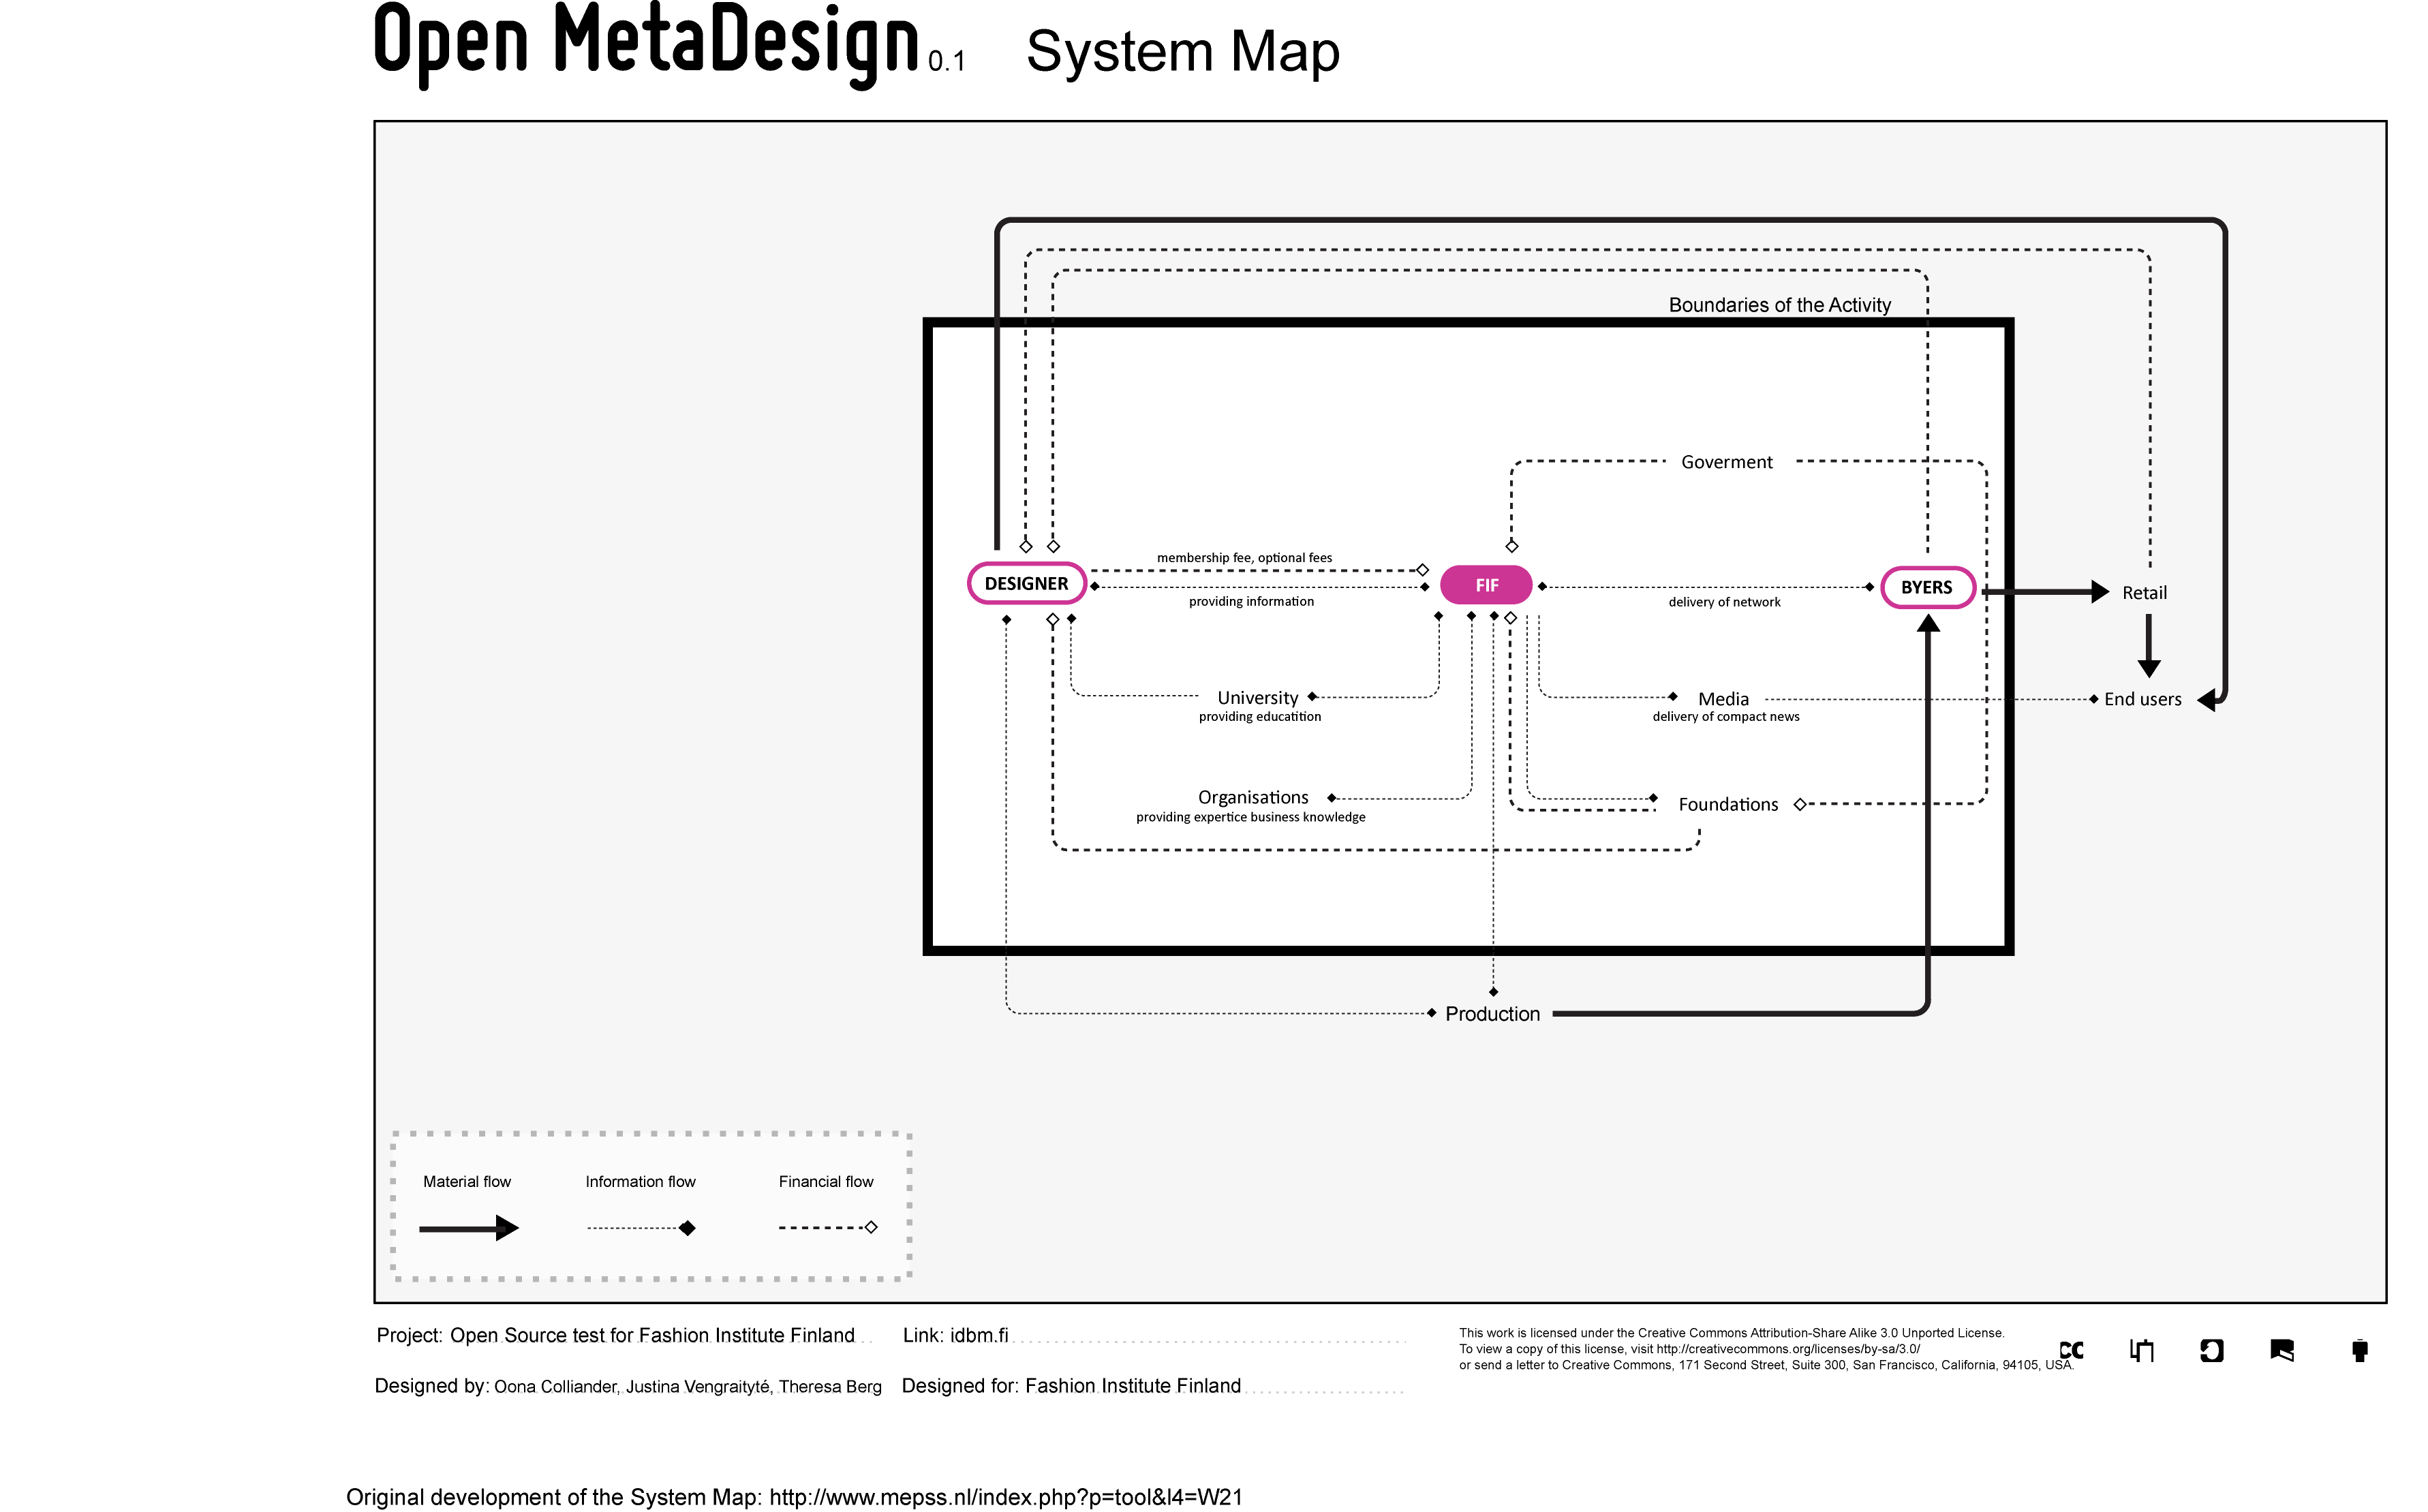 Open MetaDesign 0.1 System Map
Boundaries of the Activity
Goverment
membership fee, optional fees
DESIGNER
FIF
BYERS
Retail
providing information
delivery of network
University
providing educatition
Media
delivery of compact news
End users
Organisations
providing expertice business knowledge
Foundations
Production
Material flow
Information flow
Financial flow
Project: Open Source test for Fashion Institute Finland
Link: idbm.fi
Designed by: Oona Colliander, Justina Vengraityté, Theresa Berg
Designed for: Fashion Institute Finland
This work is licensed under the Creative Commons Attribution-Share Alike 3.0 Unported License.
To view a copy of this license, visit http://creativecommons.org/licenses/by-sa/3.0/
or send a letter to Creative Commons, 171 Second Street, Suite 300, San Francisco, California, 94105, USA.
cc
Original development of the System Map: http://www.mepss.nl/index.php?p=tool&l4=W21